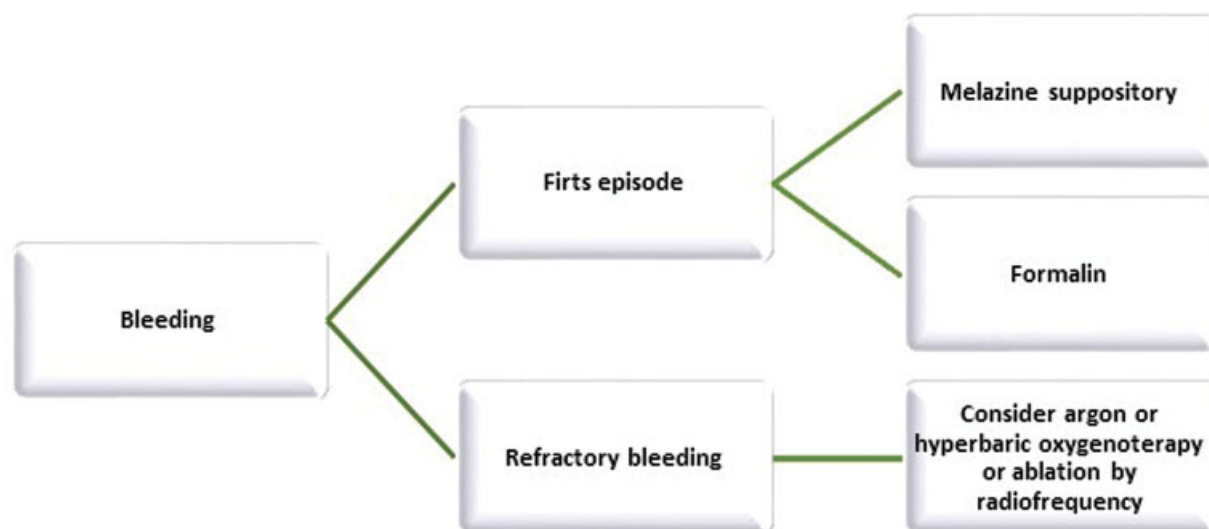 Bleeding
Firts episode
Melazine suppository
Formalin
Refractory bleeding
Consider argon or
hyperbaric oxygenoterapy
or ablation by
radiofrequency